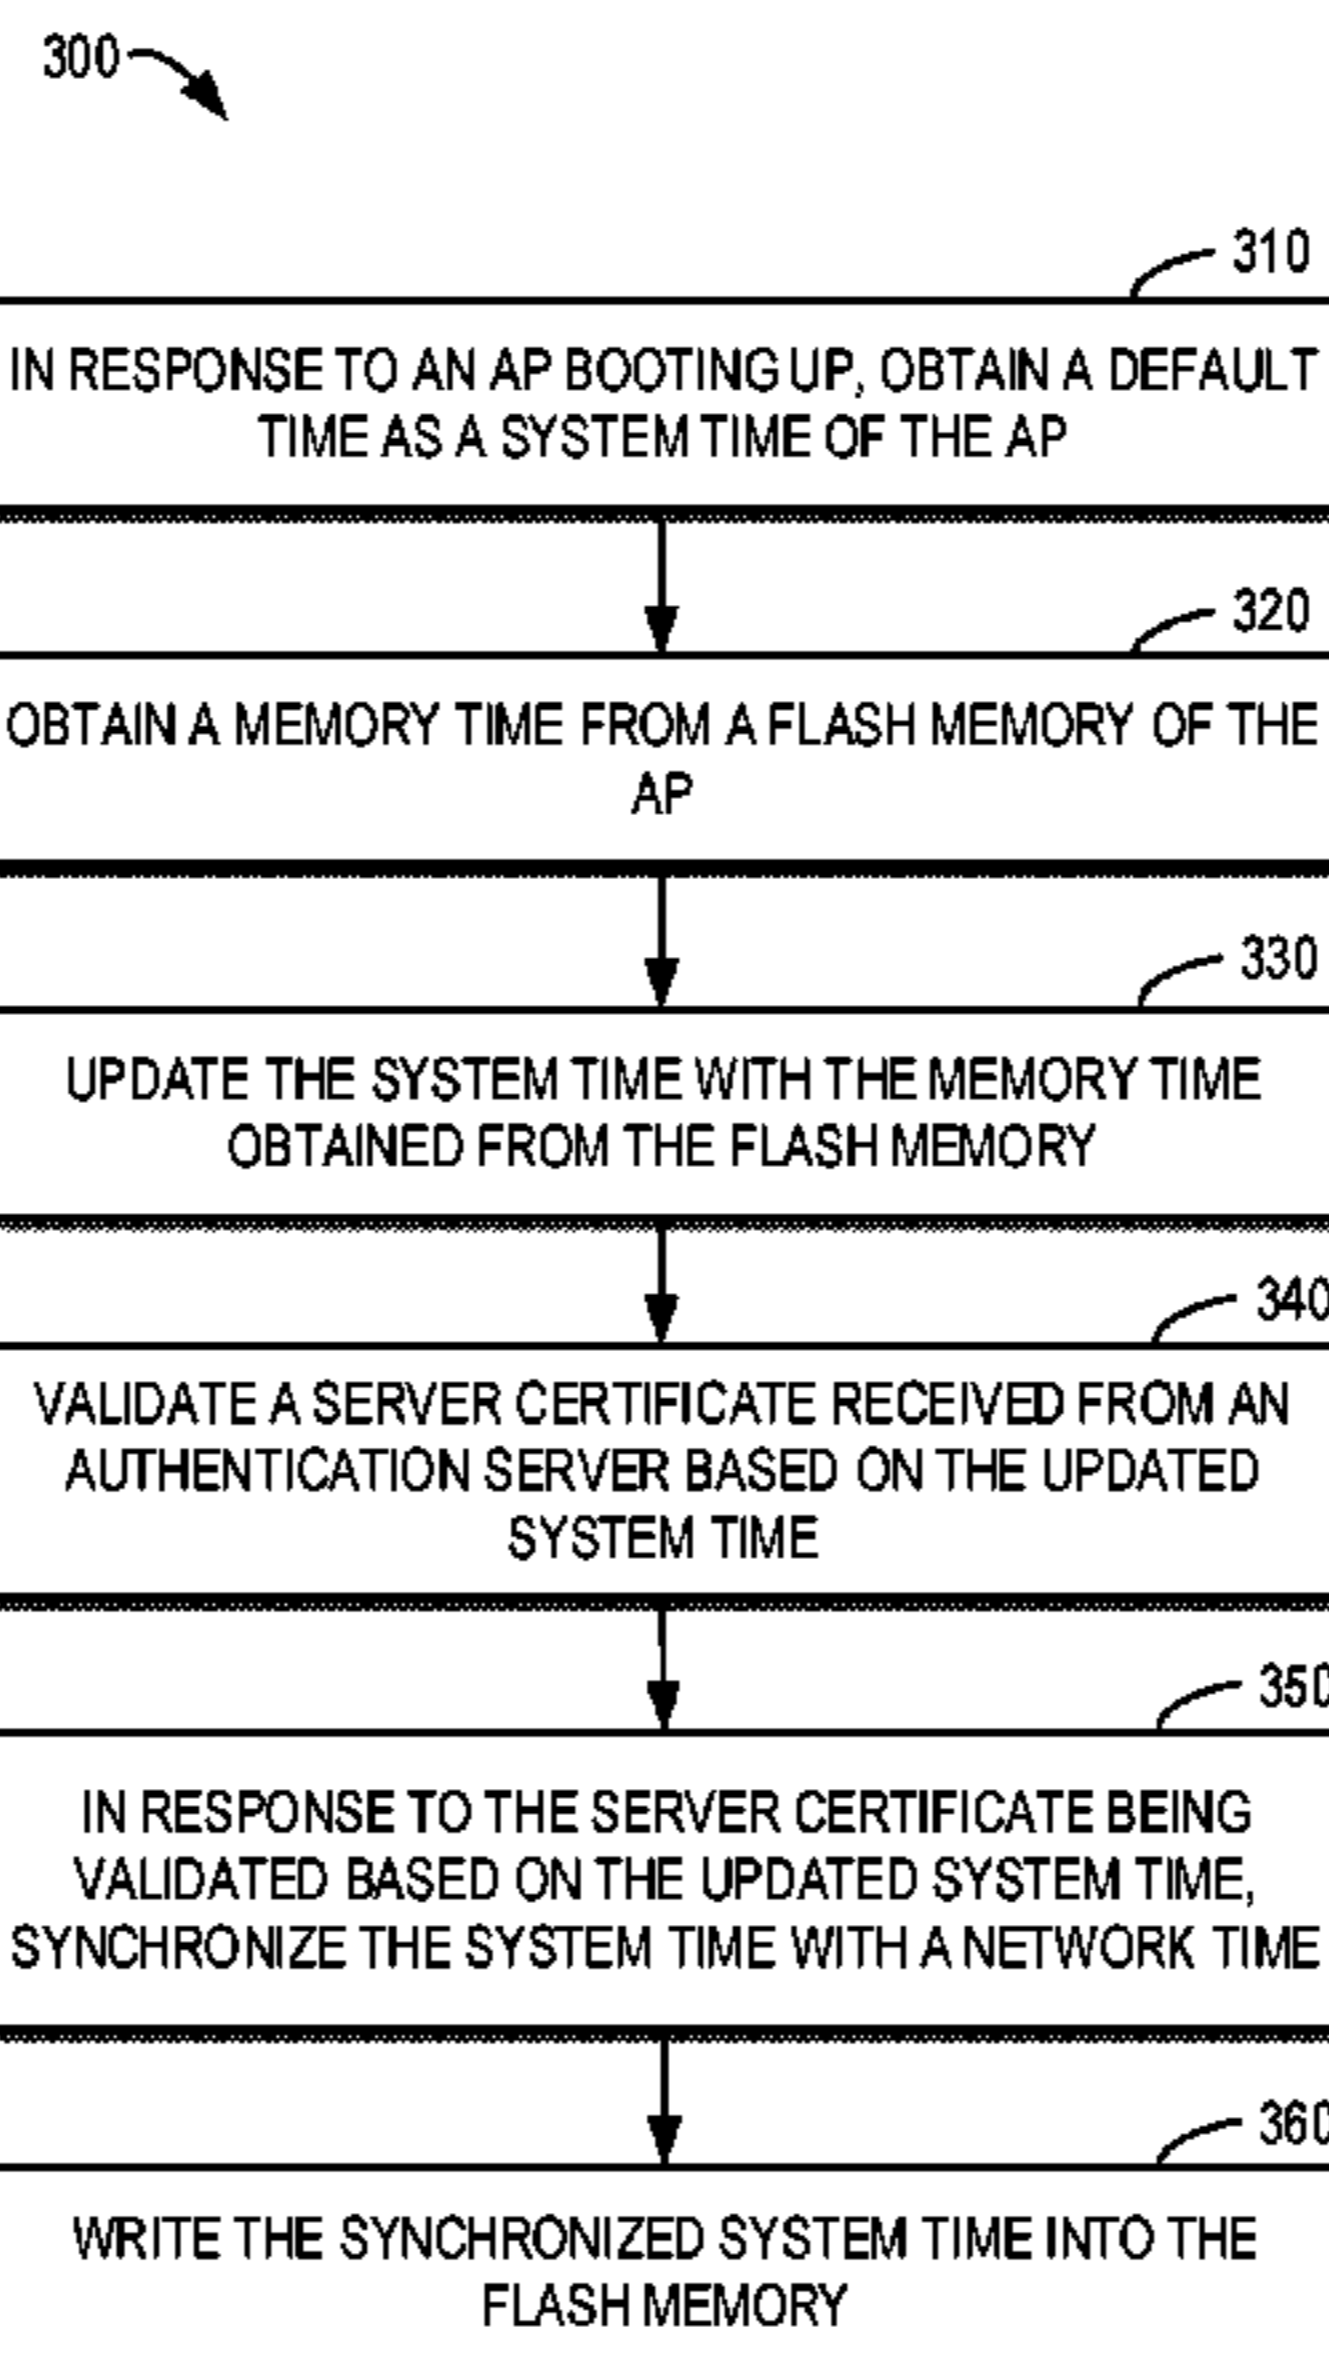 300
310
IN RESPONSE TO AN AP BOOTING UP, OBTAIN A DEFAULT
TIME AS A SYSTEM TIME OF THE AP
320
OBTAIN A MEMORY TIME FROM A FLASH MEMORY OF THE
AP
330
UPDATE THE SYSTEM TIME WITH THE MEMORY TIME
OBTAINED FROM THE FLASH MEMORY
340
VALIDATE A SERVER CERTIFICATE RECEIVED FROM AN
AUTHENTICATION SERVER BASED ON THE UPDATED
SYSTEM TIME
350
IN RESPONSE TO THE SERVER CERTIFICATE BEING
VALIDATED BASED ON THE UPDATED SYSTEM TIME,
SYNCHRONIZE THE SYSTEM TIME WITH A NETWORK TIME
360
WRITE THE SYNCHRONIZED SYSTEM TIME INTO THE
FLASH MEMORY